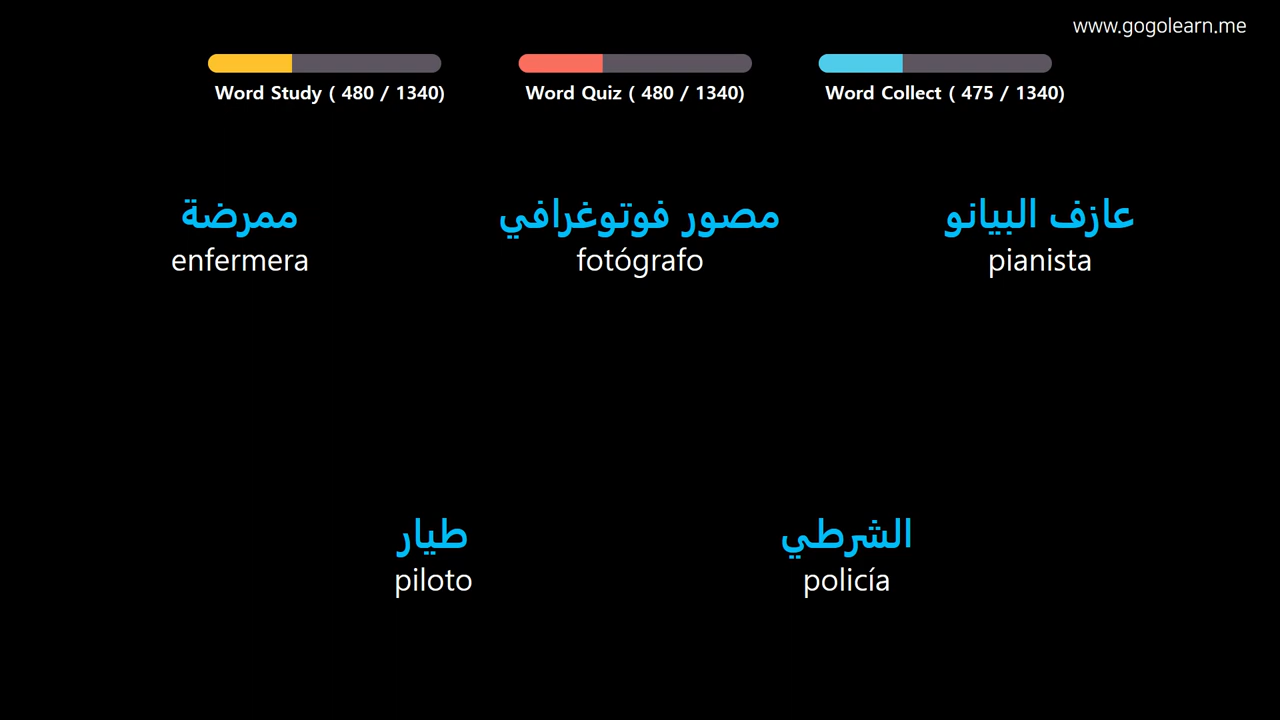 www.gogolearn.me
Word Study ( 480 / 1340)
Word Quiz ( 480 / 1340)
Word Collect ( 475 / 1340)
ممرضة
enfermera
مصور فوتوغرافي
fotógrafo
عازف البيانو
pianista
طيار
piloto
الشرطي
policía